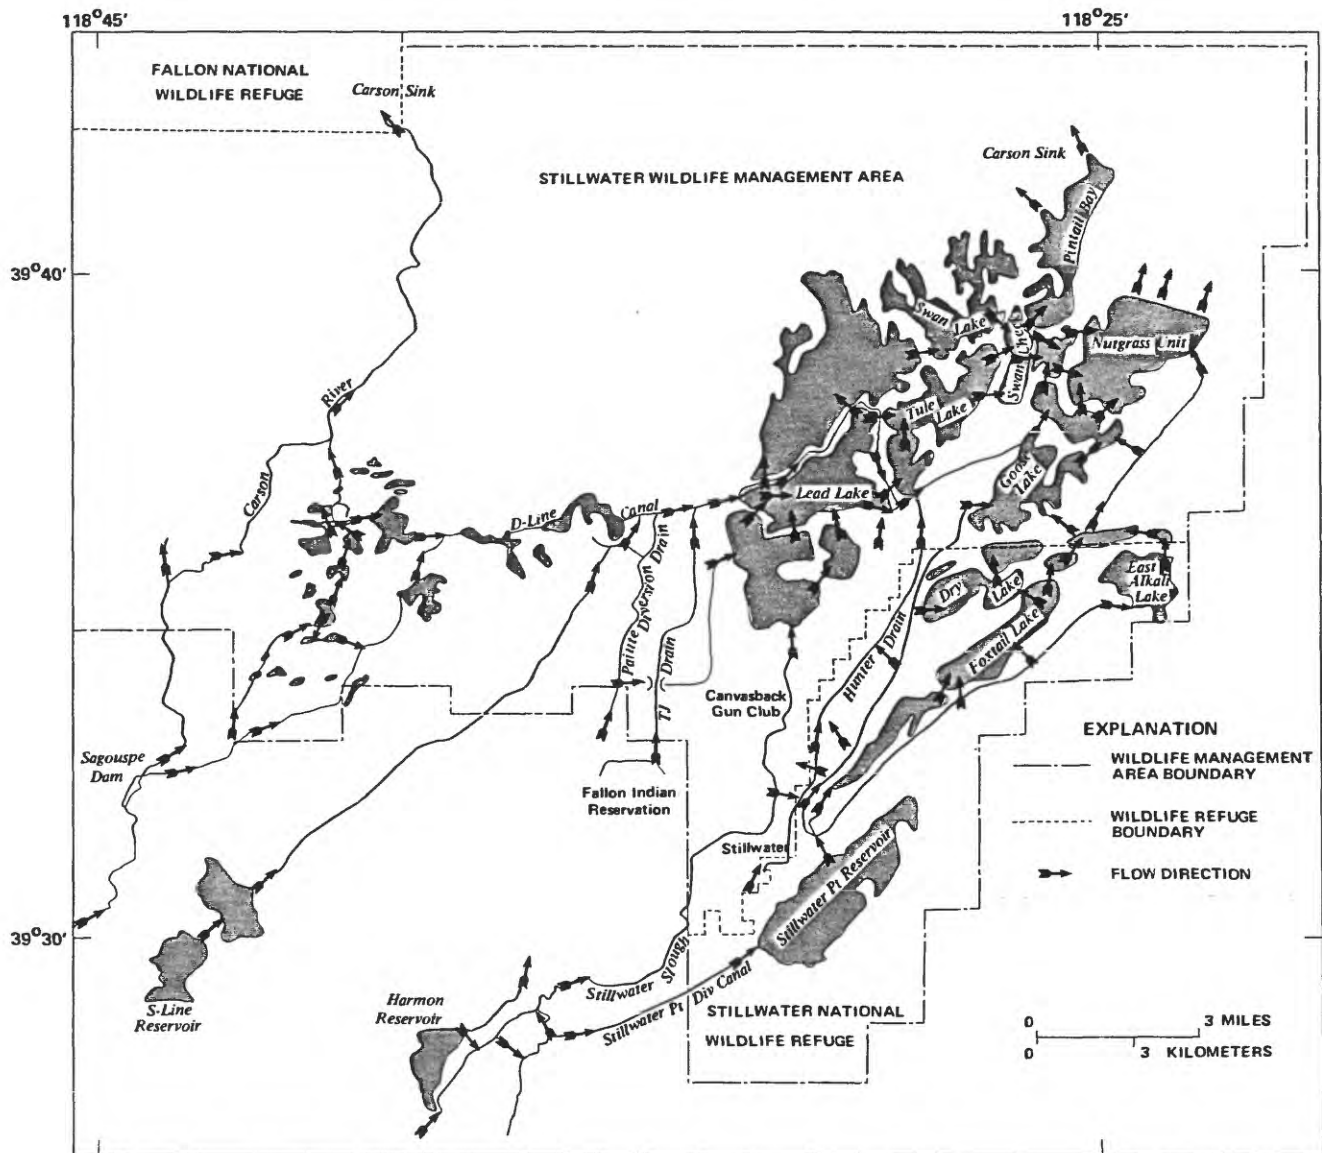 118°45'
118°25'
FALLON NATIONAL
WILDLIFE REFUGE
Carson Sink
STILLWATER WILDLIFE MANAGEMENT AREA
Carson Sink
Pintail Bay
39°40'
Swan Lake
Swan Check
Nutgrass Unit
River
Tule Lake
Carson
Goose Lake
Lead Lake
D-Line Canal
Paiute Diversion Drain
TJ Drain
Dry Lake
East
Alkali
Lake
Hunter Drain
Foxtail Lake
Canvasback
Gun Club
Sagouspe
Dam
Fallon Indian
Reservation
EXPLANATION
WILDLIFE MANAGEMENT
AREA BOUNDARY
WILDLIFE REFUGE
BOUNDARY
FLOW DIRECTION
Stillwater
Stillwater Pt Reservoir
39°30'
S-Line
Reservoir
Harmon
Reservoir
Stillwater Slough
Stillwater Pt Div Canal
STILLWATER NATIONAL
WILDLIFE REFUGE
0 3 MILES
0 3 KILOMETERS